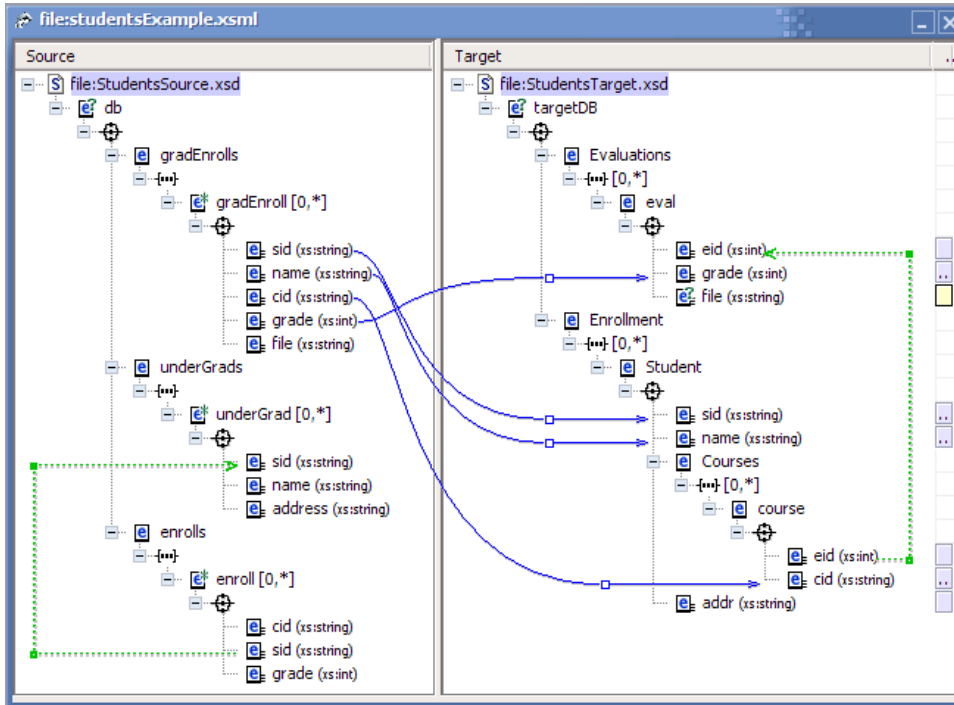 file:studentsExample.xsml
Source
file:StudentsSource.xsd
db
gradEnrolls
gradEnroll [0,*]
sid (xs:string)
name (xs:string)
cid (xs:string)
grade (xs:int)
file (xs:string)
underGrads
underGrad [0,*]
sid (xs:string)
name (xs:string)
address (xs:string)
enrolls
enroll [0,*]
cid (xs:string)
sid (xs:string)
grade (xs:int)
Target
..
file:StudentsTarget.xsd
targetDB
Evaluations
[0,*]
eval
eid (xs:int)
grade (xs:int)
..
file (xs:string)
Enrollment
[0,*]
Student
sid (xs:string)
..
name (xs:string)
..
Courses
[0,*]
course
eid (xs:int)
cid (xs:string)
..
addr (xs:string)